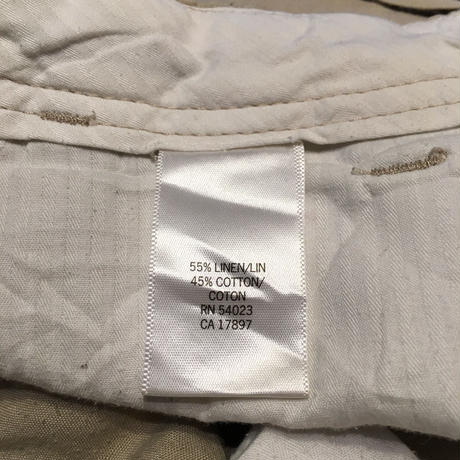 55% LINEN/LIN
45% COTTON/
COTON
RN 54023
CA 17897